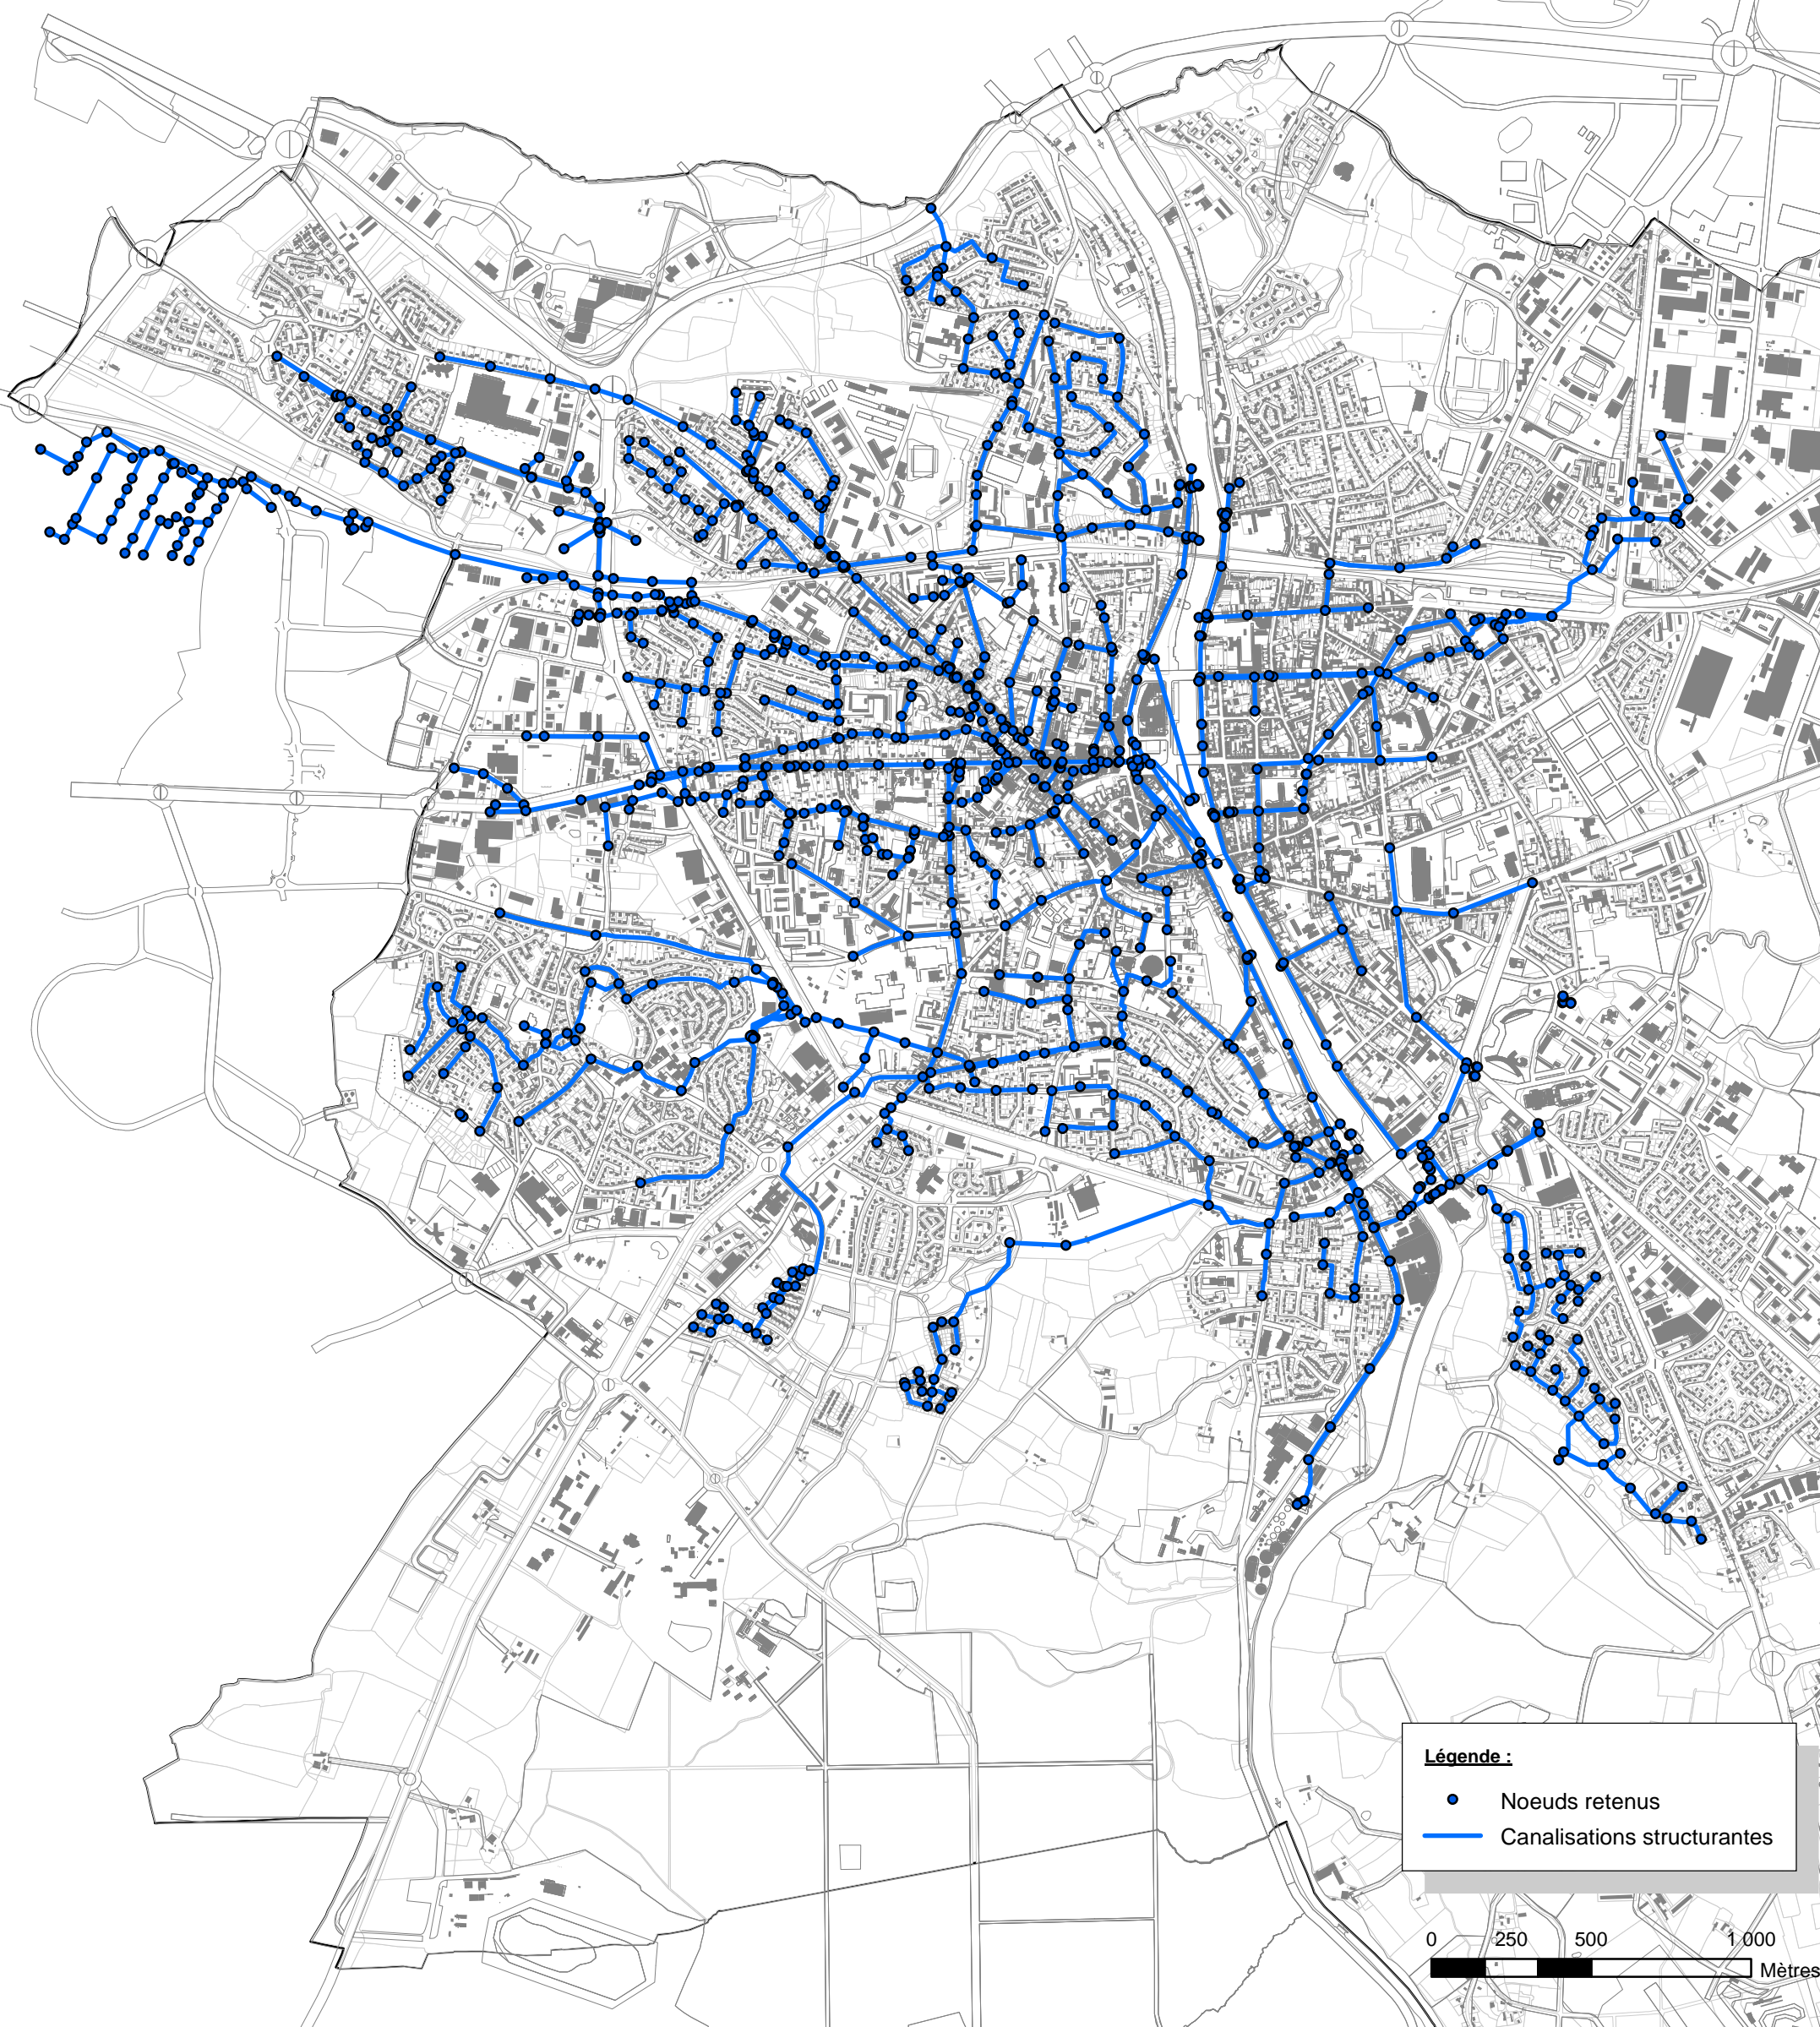 Légende :
Noeuds retenus
Canalisations structurantes
0 250 500 1 000
Mètres